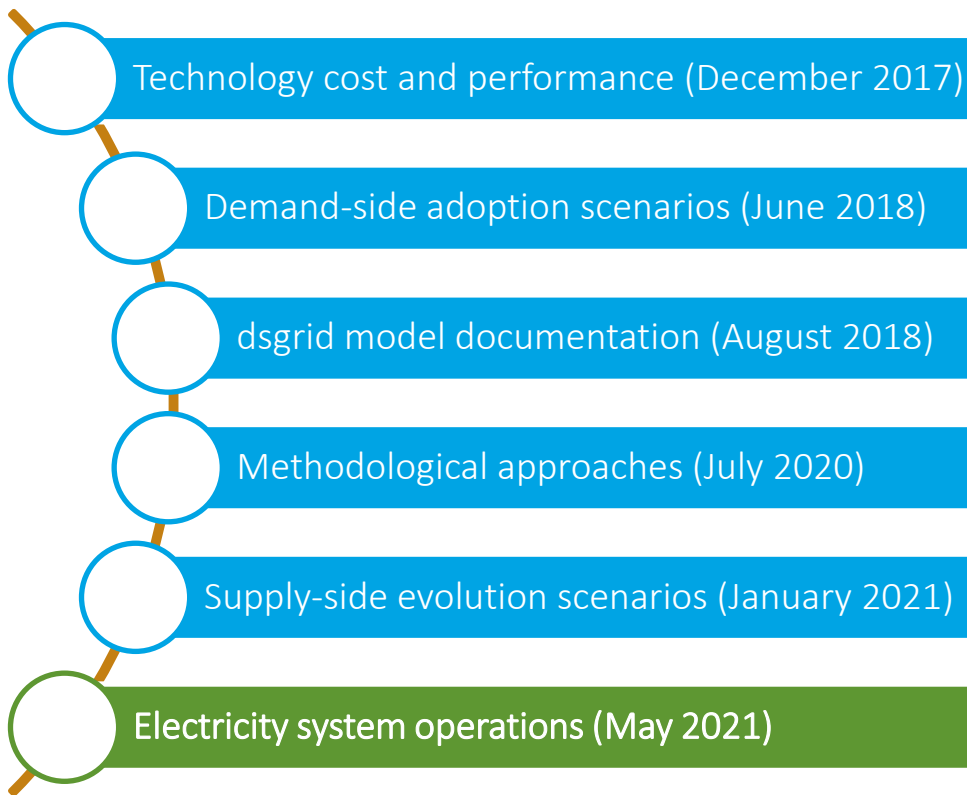 Technology cost and performance (December 2017)
Demand-side adoption scenarios (June 2018)
dsgrid model documentation (August 2018)
Methodological approaches (July 2020)
Supply-side evolution scenarios (January 2021)
Electricity system operations (May 2021)